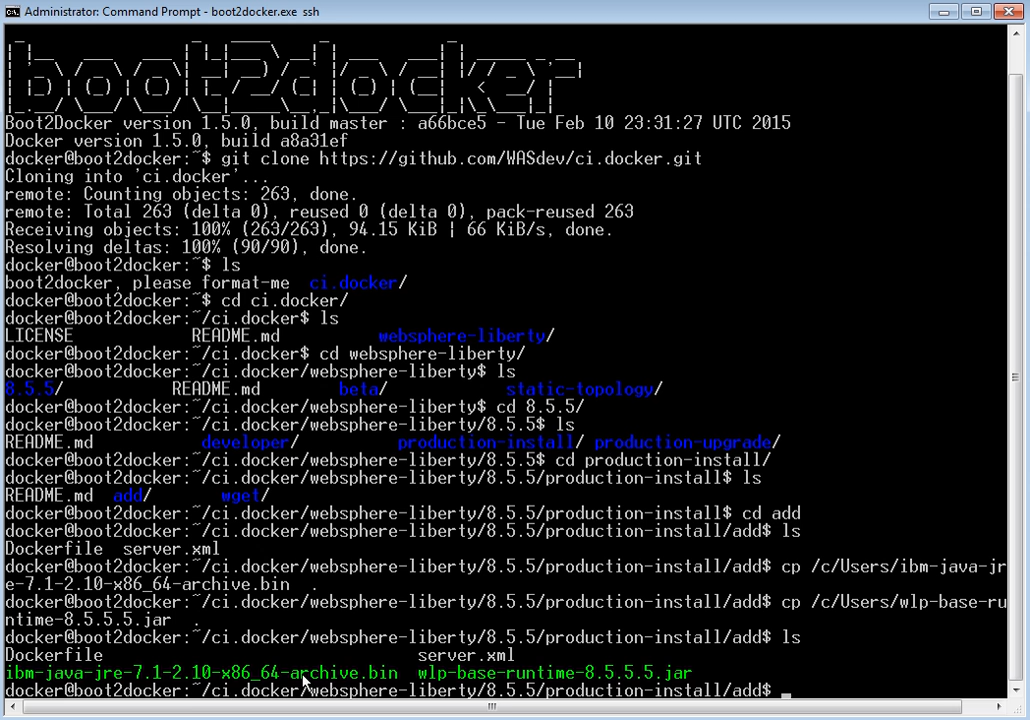 Administrator: Command Prompt - boot2docker.exe ssh
boot2docker
Boot2Docker version 1.5.0, build master : a66bce5 - Tue Feb 10 23:31:27 UTC 2015
Docker version 1.5.0, build a8a31ef
docker@boot2docker:~$ git clone https://github.com/WASdev/ci.docker.git
Cloning into 'ci.docker'...
remote: Counting objects: 263, done.
remote: Total 263 (delta 0), reused 0 (delta 0), pack-reused 263
Receiving objects: 100% (263/263), 94.15 KiB ¦ 66 KiB/s, done.
Resolving deltas: 100% (90/90), done.
docker@boot2docker:~$ ls
boot2docker, please format-me  ci.docker/
docker@boot2docker:~$ cd ci.docker/
docker@boot2docker:~/ci.docker$ ls
LICENSE            README.md          websphere-liberty/
docker@boot2docker:~/ci.docker$ cd websphere-liberty/
docker@boot2docker:~/ci.docker/websphere-liberty$ ls
8.5.5/           README.md        beta/            static-topology/
docker@boot2docker:~/ci.docker/websphere-liberty$ cd 8.5.5/
docker@boot2docker:~/ci.docker/websphere-liberty/8.5.5$ ls
README.md           developer/          production-install/ production-upgrade/
docker@boot2docker:~/ci.docker/websphere-liberty/8.5.5$ cd production-install/
docker@boot2docker:~/ci.docker/websphere-liberty/8.5.5/production-install$ ls
README.md  add/       wget/
docker@boot2docker:~/ci.docker/websphere-liberty/8.5.5/production-install$ cd add
docker@boot2docker:~/ci.docker/websphere-liberty/8.5.5/production-install/add$ ls
Dockerfile  server.xml
docker@boot2docker:~/ci.docker/websphere-liberty/8.5.5/production-install/add$ cp /c/Users/ibm-java-jr
e-7.1-2.10-x86_64-archive.bin  .
docker@boot2docker:~/ci.docker/websphere-liberty/8.5.5/production-install/add$ cp /c/Users/wlp-base-ru
ntime-8.5.5.5.jar  .
docker@boot2docker:~/ci.docker/websphere-liberty/8.5.5/production-install/add$ ls
Dockerfile                                server.xml
ibm-java-jre-7.1-2.10-x86_64-archive.bin  wlp-base-runtime-8.5.5.5.jar
docker@boot2docker:~/ci.docker/websphere-liberty/8.5.5/production-install/add$ _